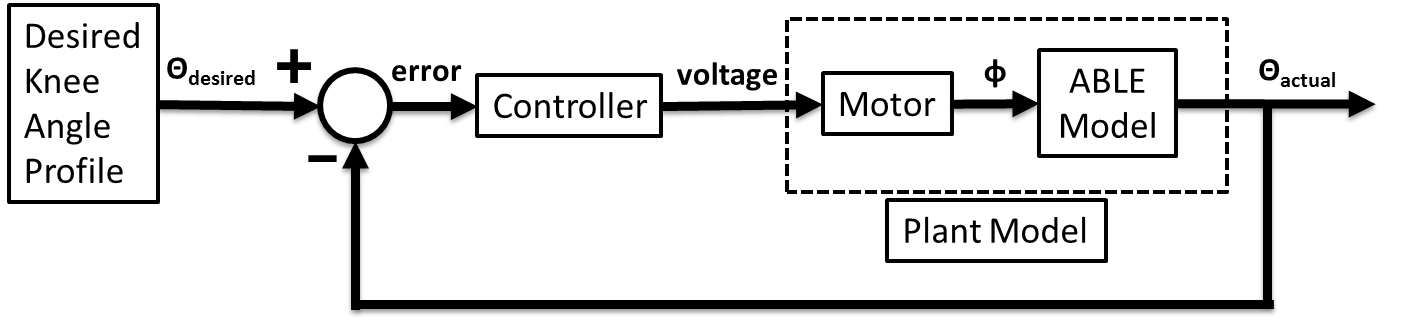 Desired
Knee
Angle
Profile
Θdesired
+
−
error
Controller
voltage
Motor
ϕ
ABLE
Model
Θactual
Plant Model